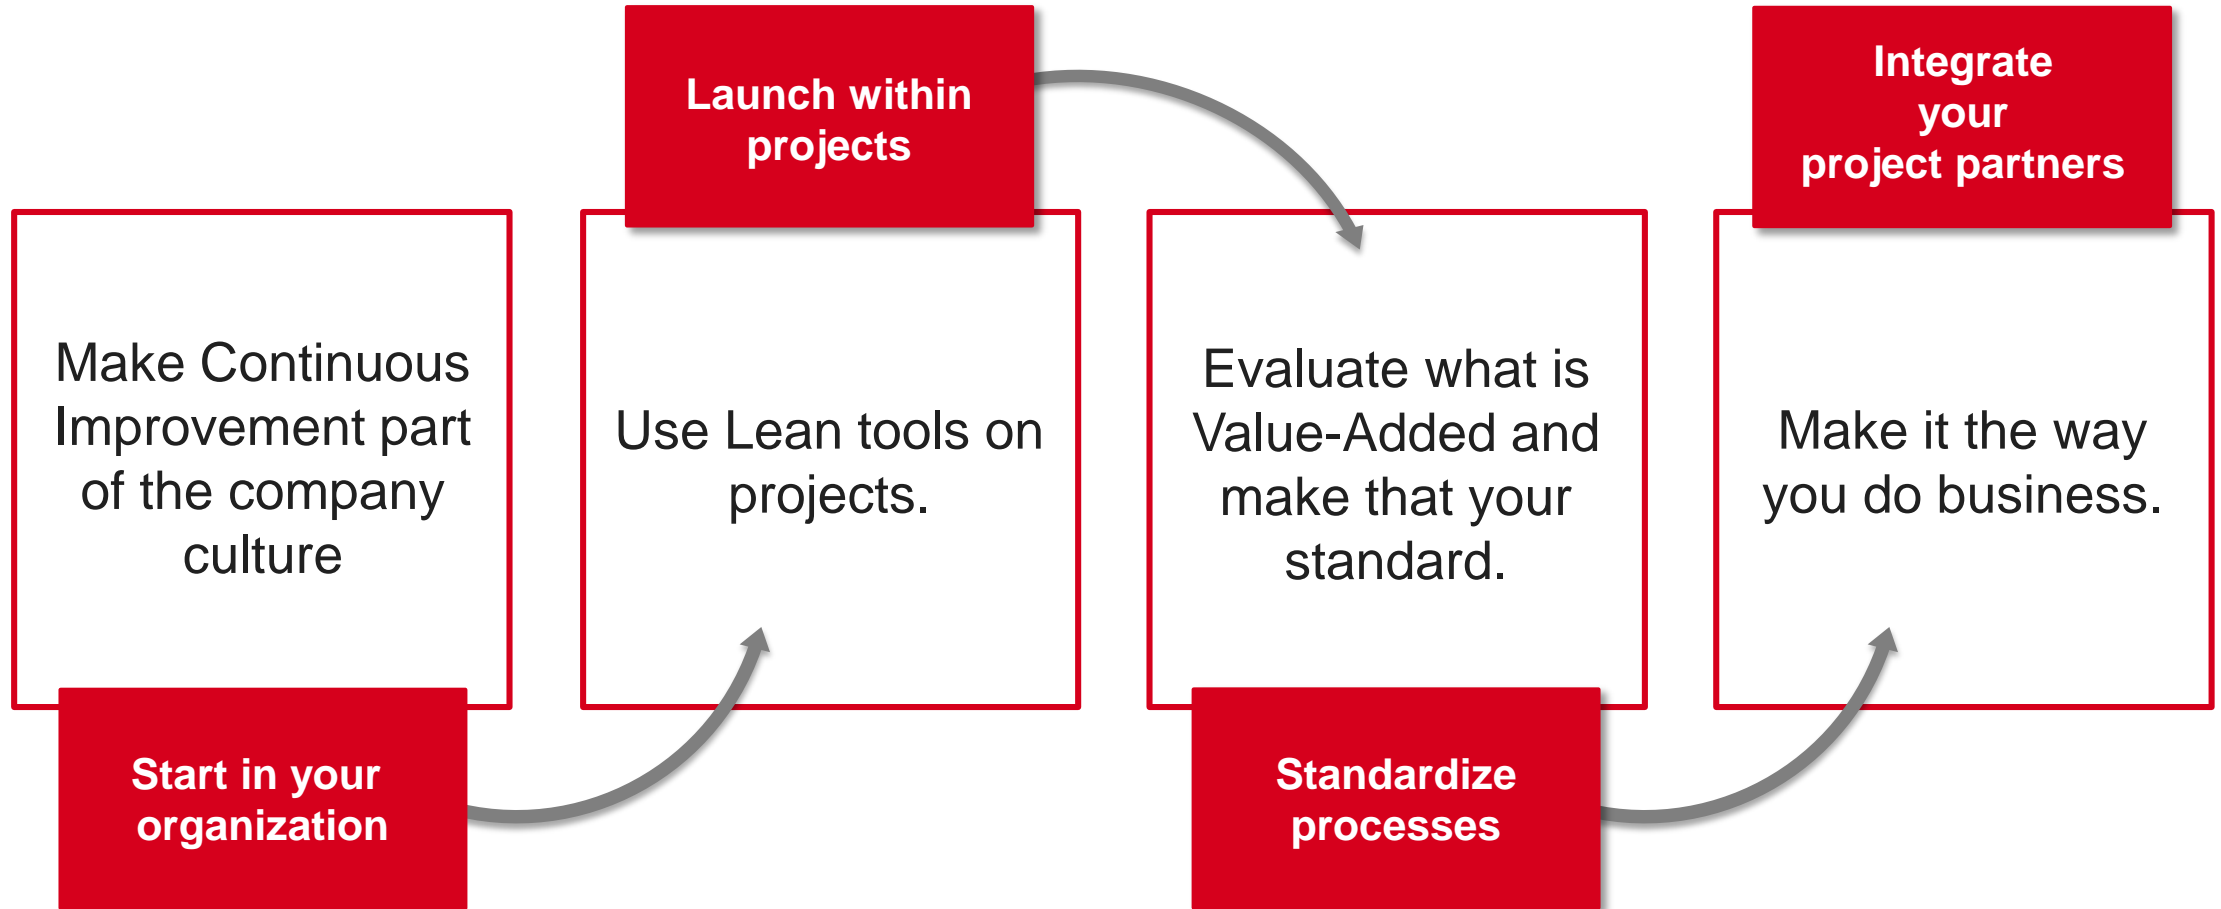 Make Continuous
Improvement part
of the company
culture
Start in your
organization
Launch within
projects
Use Lean tools on
projects.
Evaluate what is
Value-Added and
make that your
standard.
Standardize
processes
Integrate
your
project partners
Make it the way
you do business.